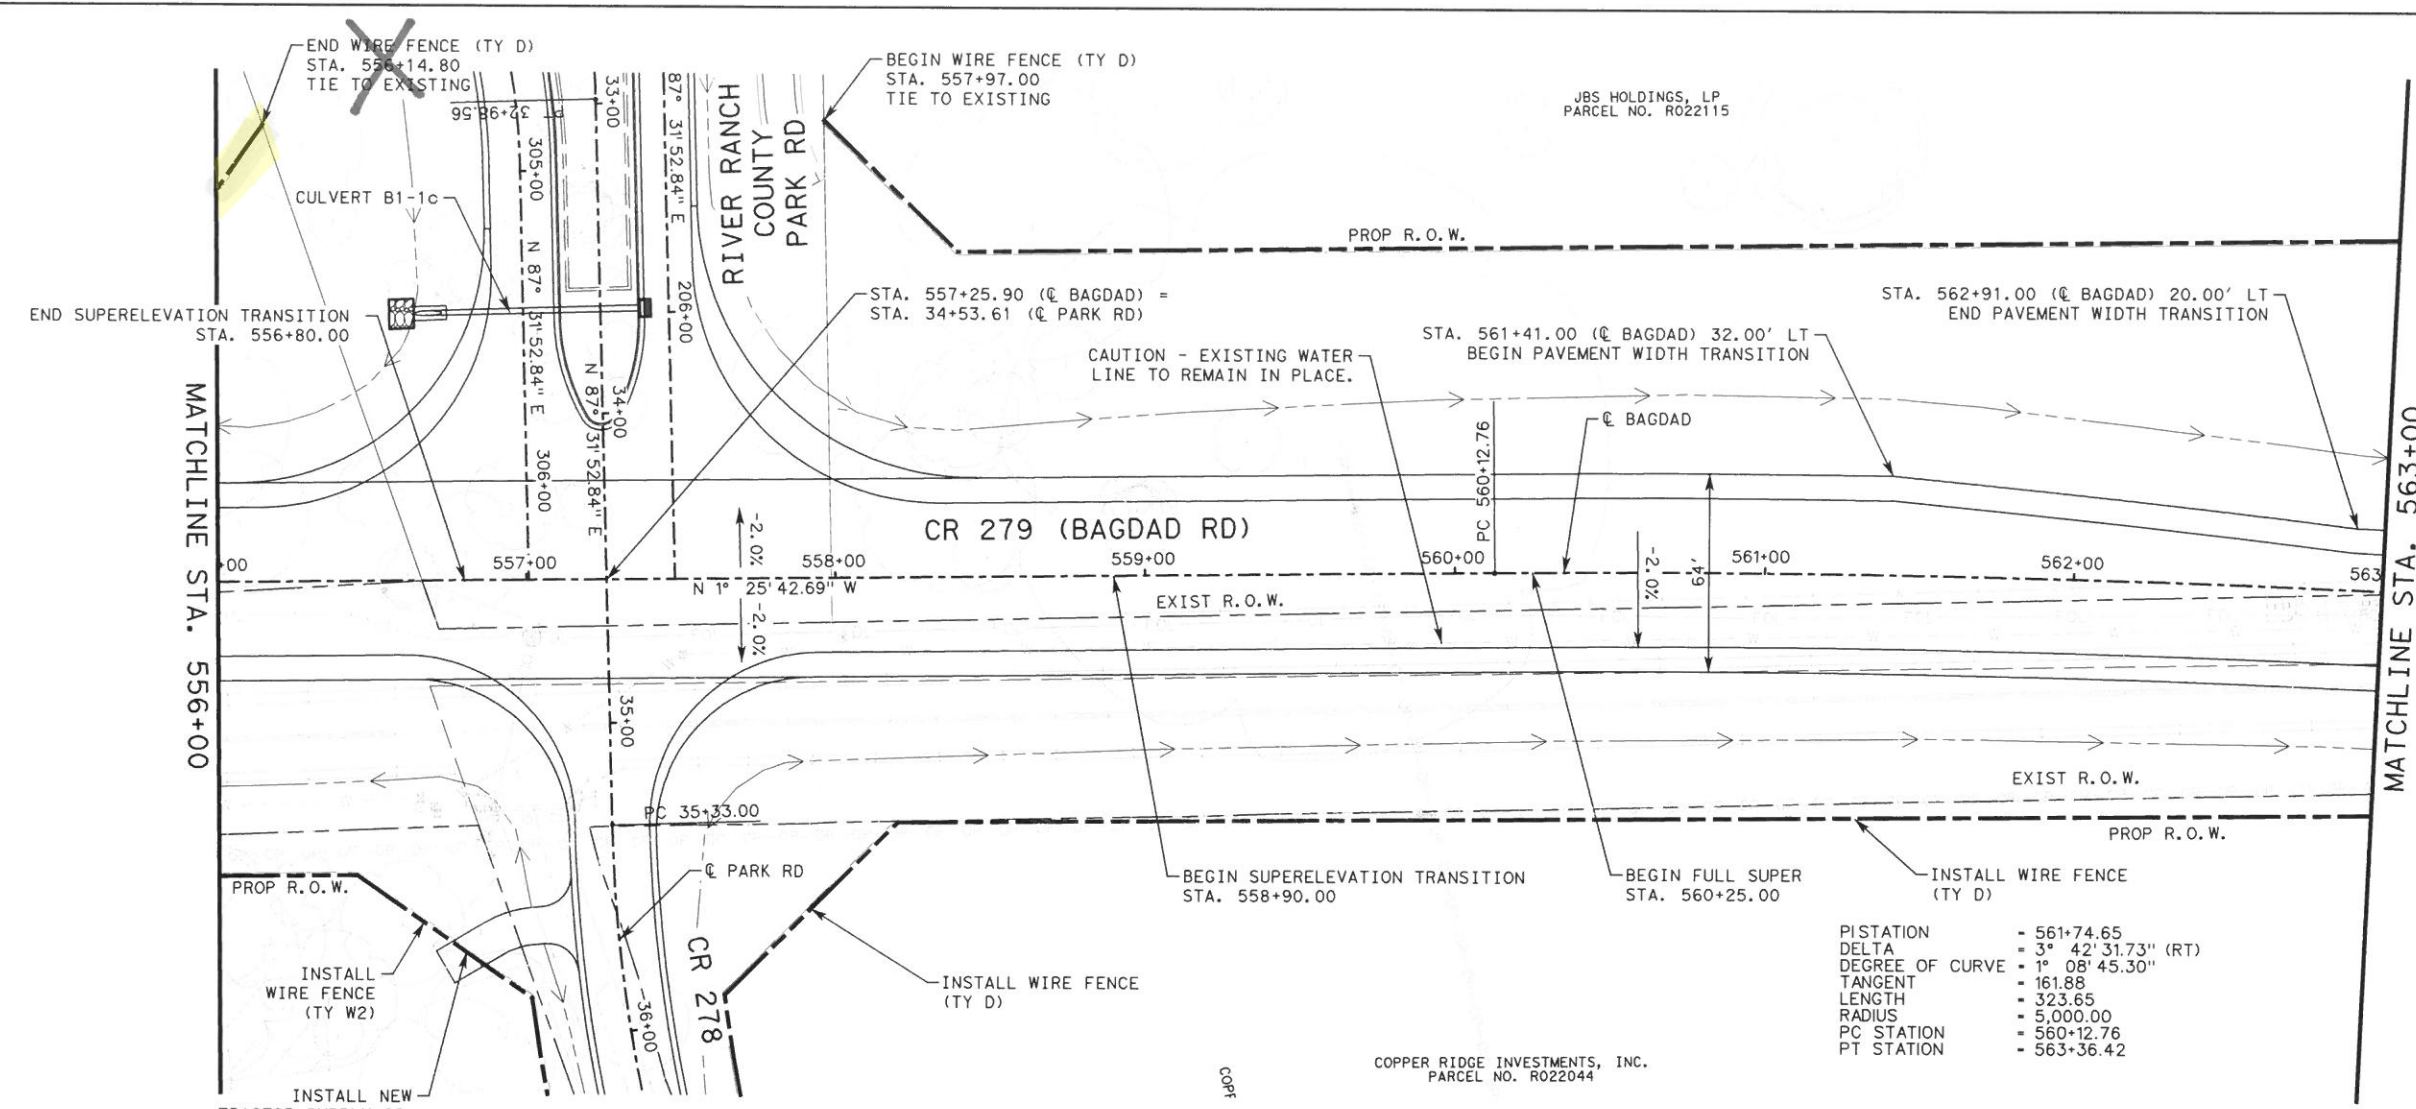 END WIRE FENCE (TY D)
STA. 556+14.80
TIE TO EXISTING
BEGIN WIRE FENCE (TY D)
STA. 557+97.00
TIE TO EXISTING
JBS HOLDINGS, LP
PARCEL NO. R022115
PT 32+98.56
33+00
87° 31' 52.84" E
RIVER RANCH
COUNTY
PARK RD
305+00
CULVERT B1-1c
PROP R.O.W.
N 87° 31' 52.84" E
206+00
END SUPERELEVATION TRANSITION
STA. 556+80.00
STA. 557+25.90 (℄ BAGDAD) =
STA. 34+53.61 (℄ PARK RD)
STA. 562+91.00 (℄ BAGDAD) 20.00' LT
END PAVEMENT WIDTH TRANSITION
STA. 561+41.00 (℄ BAGDAD) 32.00' LT
BEGIN PAVEMENT WIDTH TRANSITION
CAUTION - EXISTING WATER
LINE TO REMAIN IN PLACE.
N 87° 31' 52.84" E
34+00
306+00
℄ BAGDAD
PC 560+12.76
MATCHLINE STA. 556+00
MATCHLINE STA. 563+00
CR 279 (BAGDAD RD)
-2.0%
-2.0%
-2.0%
64'
+00
557+00
558+00
559+00
560+00
561+00
562+00
563
N 1° 25' 42.69" W
EXIST R.O.W.
35+00
EXIST R.O.W.
PC 35+33.00
PROP R.O.W.
℄ PARK RD
PROP R.O.W.
BEGIN SUPERELEVATION TRANSITION
STA. 558+90.00
BEGIN FULL SUPER
STA. 560+25.00
INSTALL WIRE FENCE
(TY D)
INSTALL
WIRE FENCE
(TY W2)
CR 278
36+00
INSTALL WIRE FENCE
(TY D)
PI STATION - 561+74.65
DELTA - 3° 42' 31.73" (RT)
DEGREE OF CURVE - 1° 08' 45.30"
TANGENT - 161.88
LENGTH - 323.65
RADIUS - 5,000.00
PC STATION - 560+12.76
PT STATION - 563+36.42
COPPER RIDGE INVESTMENTS, INC.
PARCEL NO. R022044
INSTALL NEW